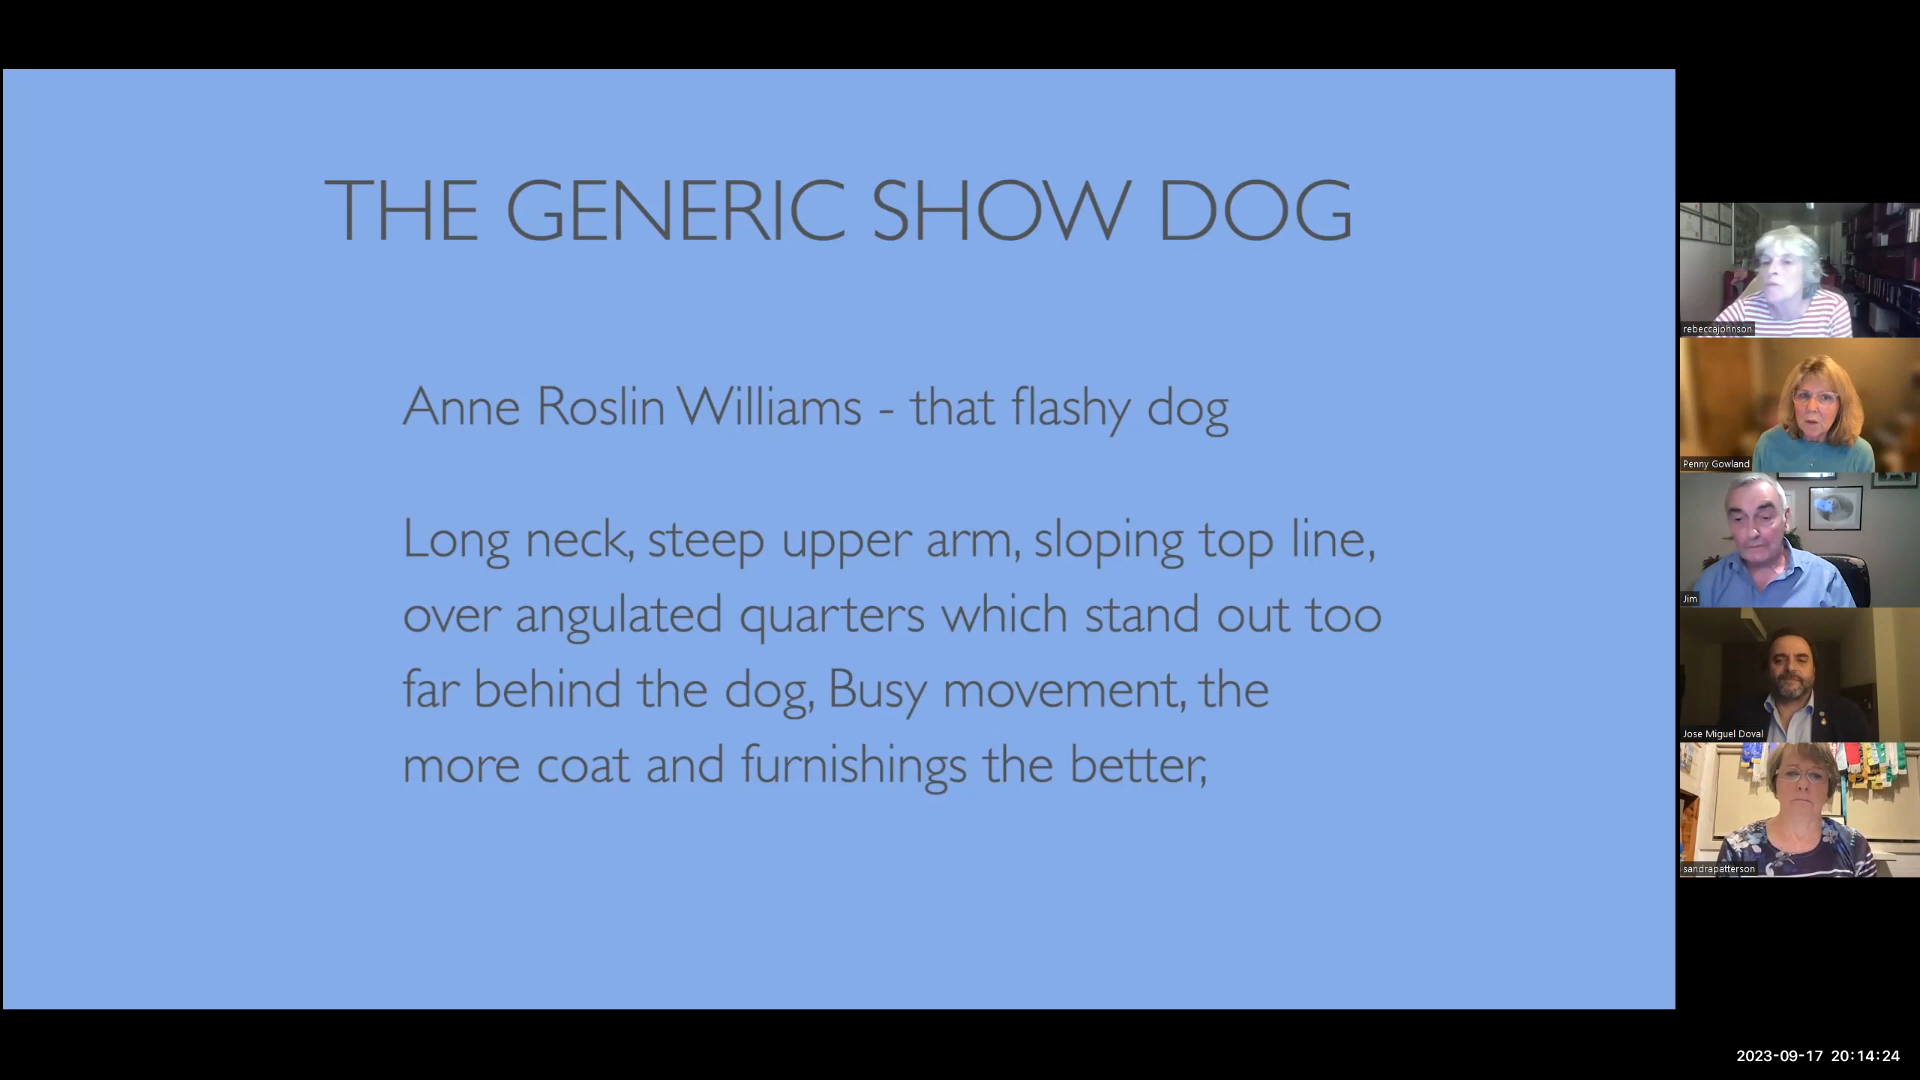 THE GENERIC SHOW DOG
Anne Roslin Williams - that flashy dog
Long neck, steep upper arm, sloping top line,
over angulated quarters which stand out too
far behind the dog, Busy movement, the
more coat and furnishings the better,
rebeccajohnson
Penny Gowland
Jim
Jose Miguel Doval
sandrapatterson
2023-09-17 20:14:24